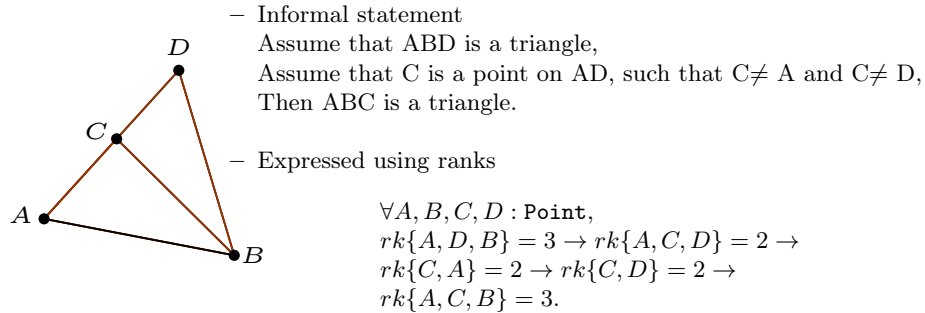 – Informal statement
Assume that ABD is a triangle,
Assume that C is a point on AD, such that C≠ A and C≠ D,
Then ABC is a triangle.
D
C
A
B
– Expressed using ranks
∀A, B, C, D : Point,
rk{A, D, B} = 3 → rk{A, C, D} = 2 →
rk{C, A} = 2 → rk{C, D} = 2 →
rk{A, C, B} = 3.